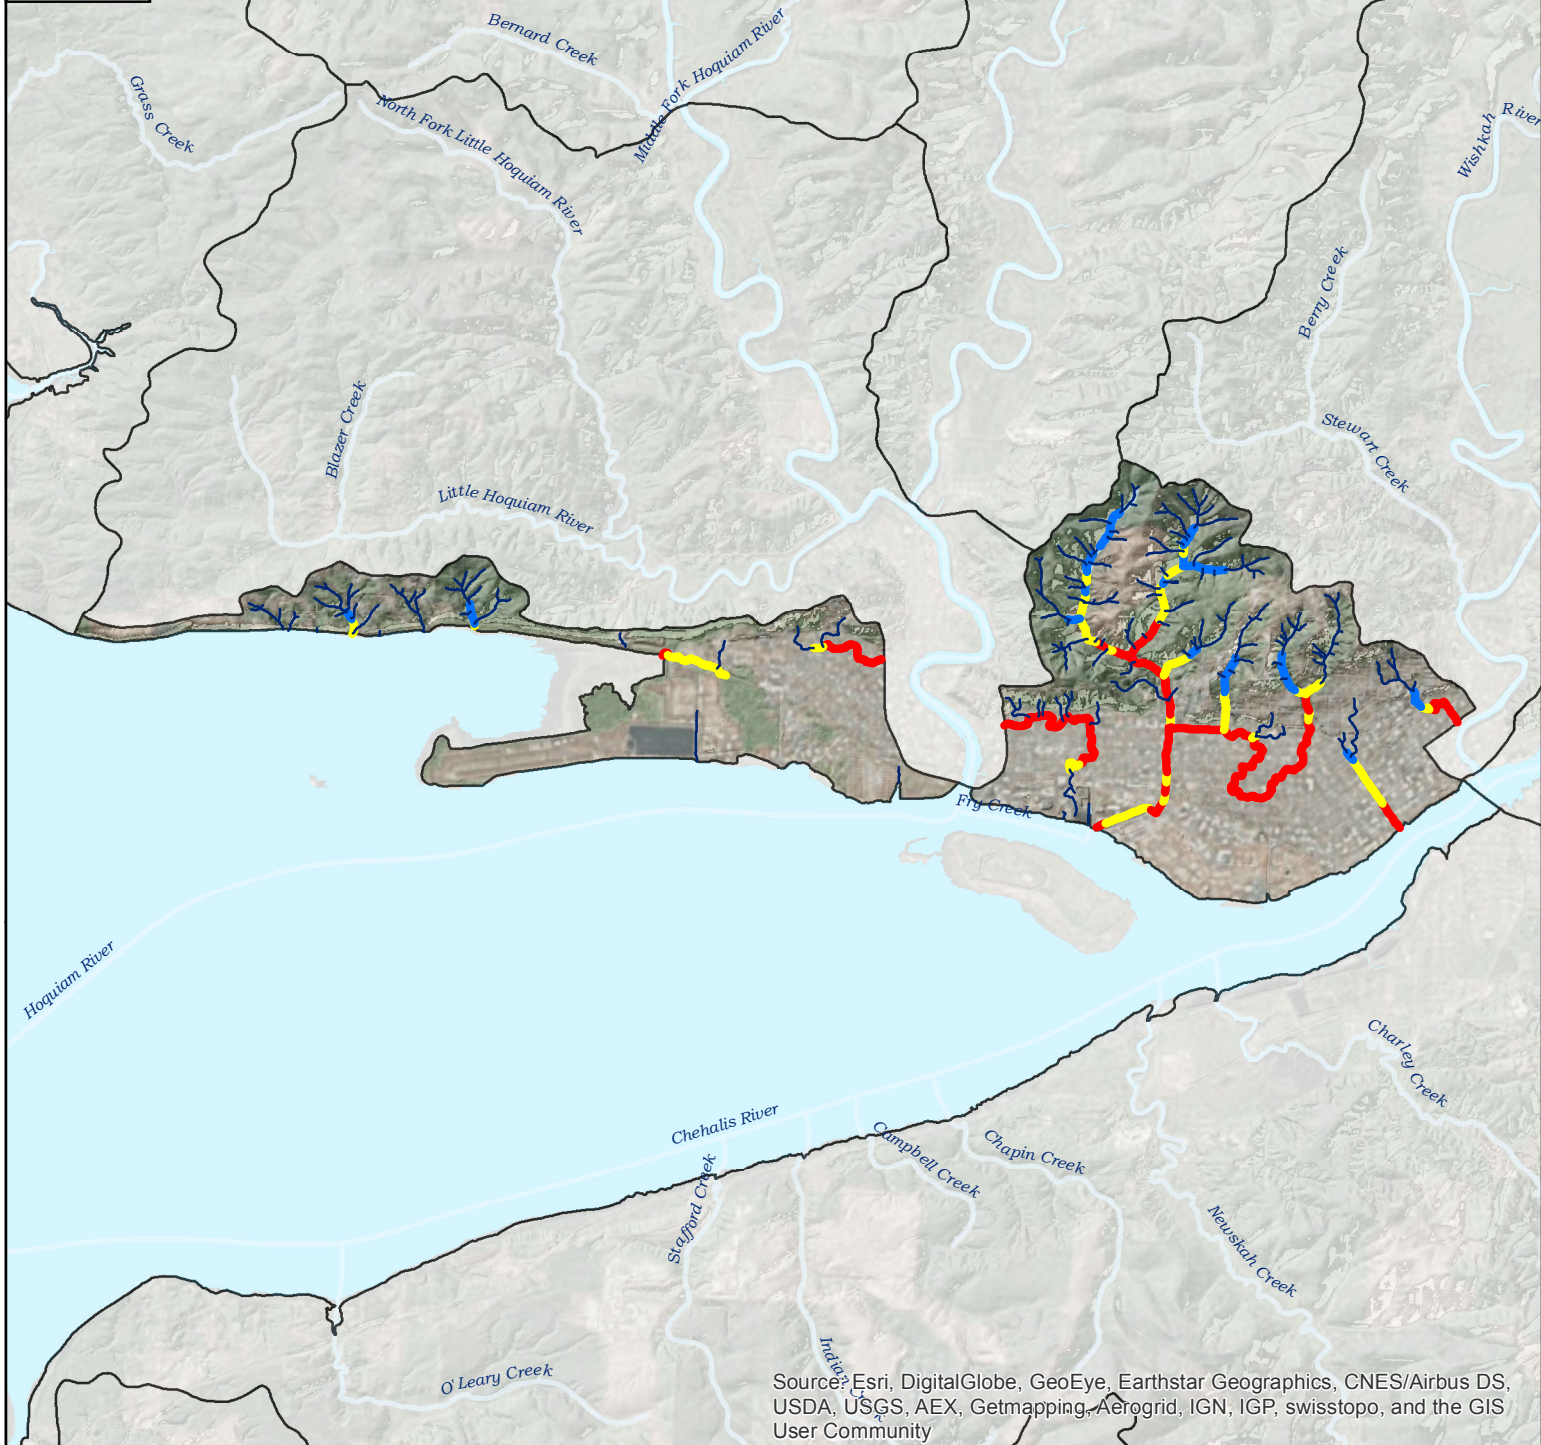 Bernard Creek
Middle Fork Hoquiam River
Grass Creek
North Fork Little Hoquiam River
Wishkah River
Berry Creek
Blazer Creek
Stewart Creek
Little Hoquiam River
Fry Creek
Hoquiam River
Charley Creek
Chehalis River
Campbell Creek
Chapin Creek
Stafford Creek
Newskah Creek
Indian Creek
O'Leary Creek
Source: Esri, DigitalGlobe, GeoEye, Earthstar Geographics, CNES/Airbus DS,
USDA, USGS, AEX, Getmapping, Aerogrid, IGN, IGP, swisstopo, and the GIS
User Community